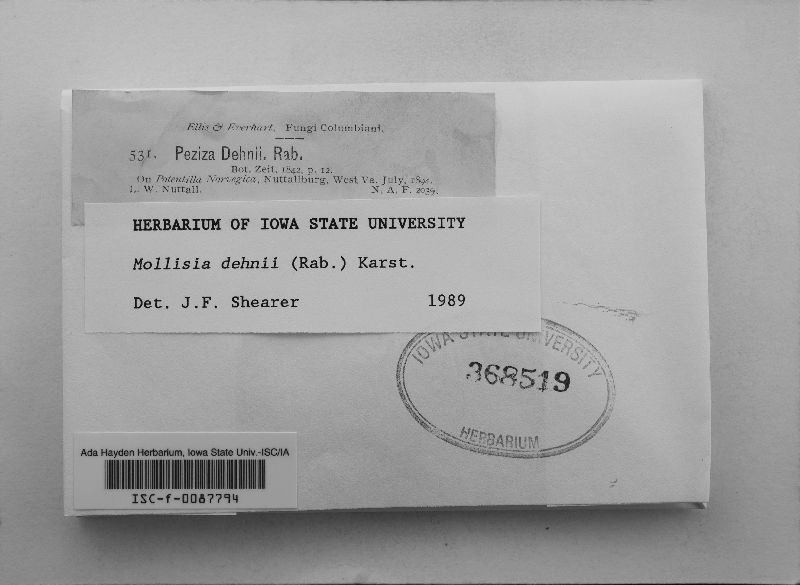 Ellis & Everhart, Fungi Columbiani.
531. Peziza Dehnii, Rab.
Bot. Zeit. 1842, p. 12.
On Potentilla Norvegica, Nuttallburg, West Va. July, 1894.
L. W. Nuttall. N. A. F. 2039.
HERBARIUM OF IOWA STATE UNIVERSITY
Mollisia dehnii (Rab.) Karst.
Det. J.F. Shearer 1989
IOWA STATE UNIVERSITY
368519
HERBARIUM
Ada Hayden Herbarium, Iowa State Univ.-ISC/IA
ISC-f-0087794